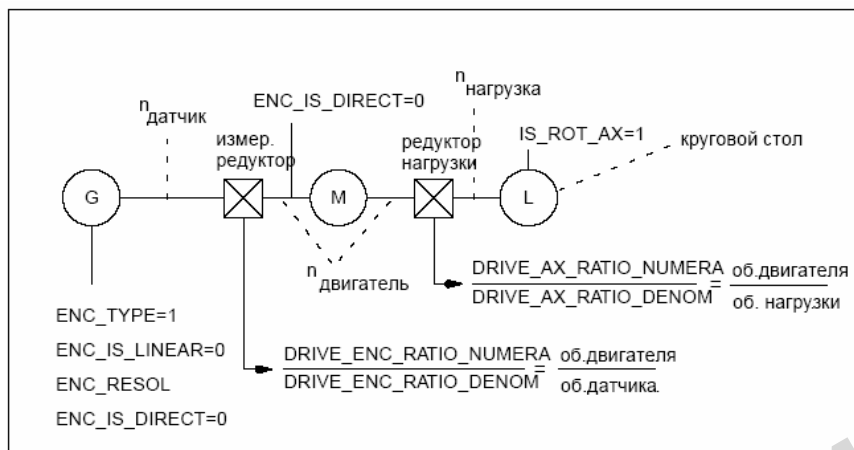 n
датчик
ENC_IS_DIRECT=0
n
нагрузка
измер.
редуктор
редуктор
нагрузки
IS_ROT_AX=1
круговой стол
G
M
L
n
двигатель
DRIVE_AX_RATIO_NUMERA = об.двигателя
DRIVE_AX_RATIO_DENOM об. нагрузки
ENC_TYPE=1
ENC_IS_LINEAR=0
ENC_RESOL
ENC_IS_DIRECT=0
DRIVE_ENC_RATIO_NUMERA = об.двигателя
DRIVE_ENC_RATIO_DENOM об.датчика.